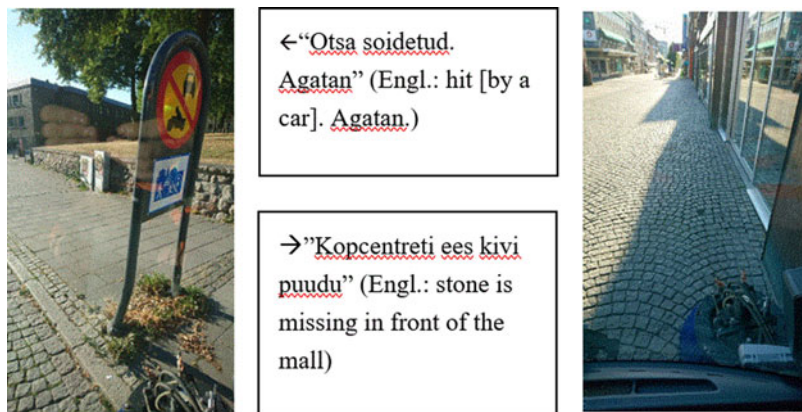 ←“Otsa soidetud.
Agatan” (Engl.: hit [by a
car]. Agatan.)
→”Kopcentreti ees kivi
puudu” (Engl.: stone is
missing in front of the
mall)